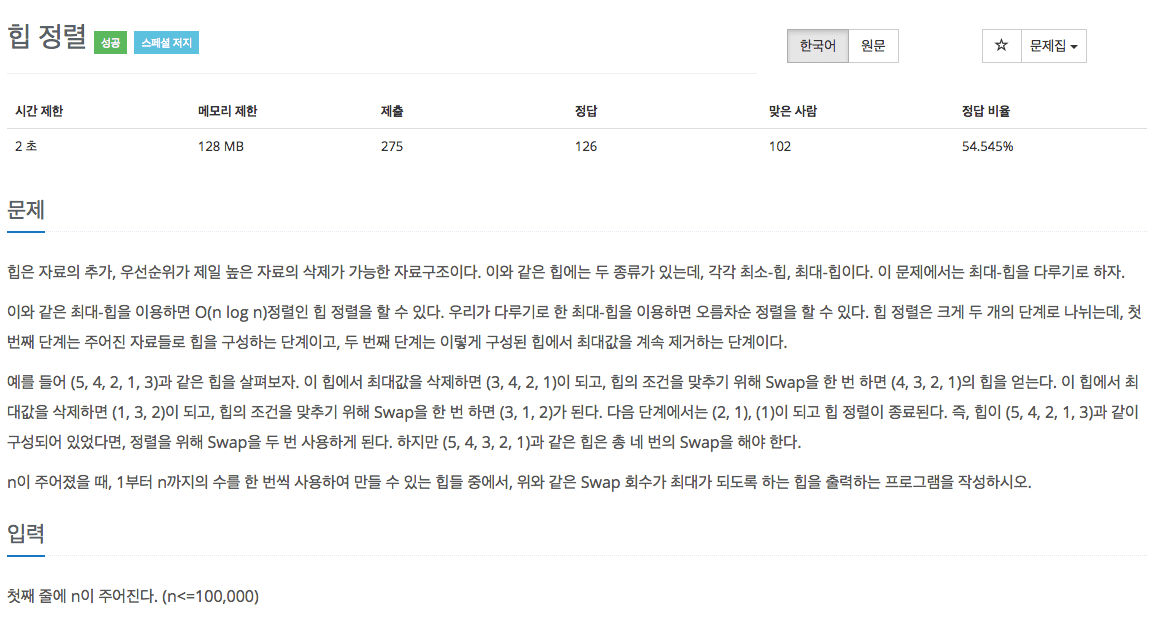 힙 정렬 성공 스페셜 저지
한국어 원문
☆ 문제집
시간 제한 메모리 제한 제출 정답 맞은 사람 정답 비율
2 초 128 MB 275 126 102 54.545%
문제
힙은 자료의 추가, 우선순위가 제일 높은 자료의 삭제가 가능한 자료구조이다. 이와 같은 힙에는 두 종류가 있는데, 각각 최소-힙, 최대-힙이다. 이 문제에서는 최대-힙을 다루기로 하자.
이와 같은 최대-힙을 이용하면 O(n log n)정렬인 힙 정렬을 할 수 있다. 우리가 다루기로 한 최대-힙을 이용하면 오름차순 정렬을 할 수 있다. 힙 정렬은 크게 두 개의 단계로 나뉘는데, 첫
번째 단계는 주어진 자료들로 힙을 구성하는 단계이고, 두 번째 단계는 이렇게 구성된 힙에서 최대값을 계속 제거하는 단계이다.
예를 들어 (5, 4, 2, 1, 3)과 같은 힙을 살펴보자. 이 힙에서 최대값을 삭제하면 (3, 4, 2, 1)이 되고, 힙의 조건을 맞추기 위해 Swap을 한 번 하면 (4, 3, 2, 1)의 힙을 얻는다. 이 힙에서 최
대값을 삭제하면 (1, 3, 2)이 되고, 힙의 조건을 맞추기 위해 Swap을 한 번 하면 (3, 1, 2)가 된다. 다음 단계에서는 (2, 1), (1)이 되고 힙 정렬이 종료된다. 즉, 힙이 (5, 4, 2, 1, 3)과 같이
구성되어 있었다면, 정렬을 위해 Swap을 두 번 사용하게 된다. 하지만 (5, 4, 3, 2, 1)과 같은 힙은 총 네 번의 Swap을 해야 한다.
n이 주어졌을 때, 1부터 n까지의 수를 한 번씩 사용하여 만들 수 있는 힙들 중에서, 위와 같은 Swap 회수가 최대가 되도록 하는 힙을 출력하는 프로그램을 작성하시오.
입력
첫째 줄에 n이 주어진다. (n<=100,000)